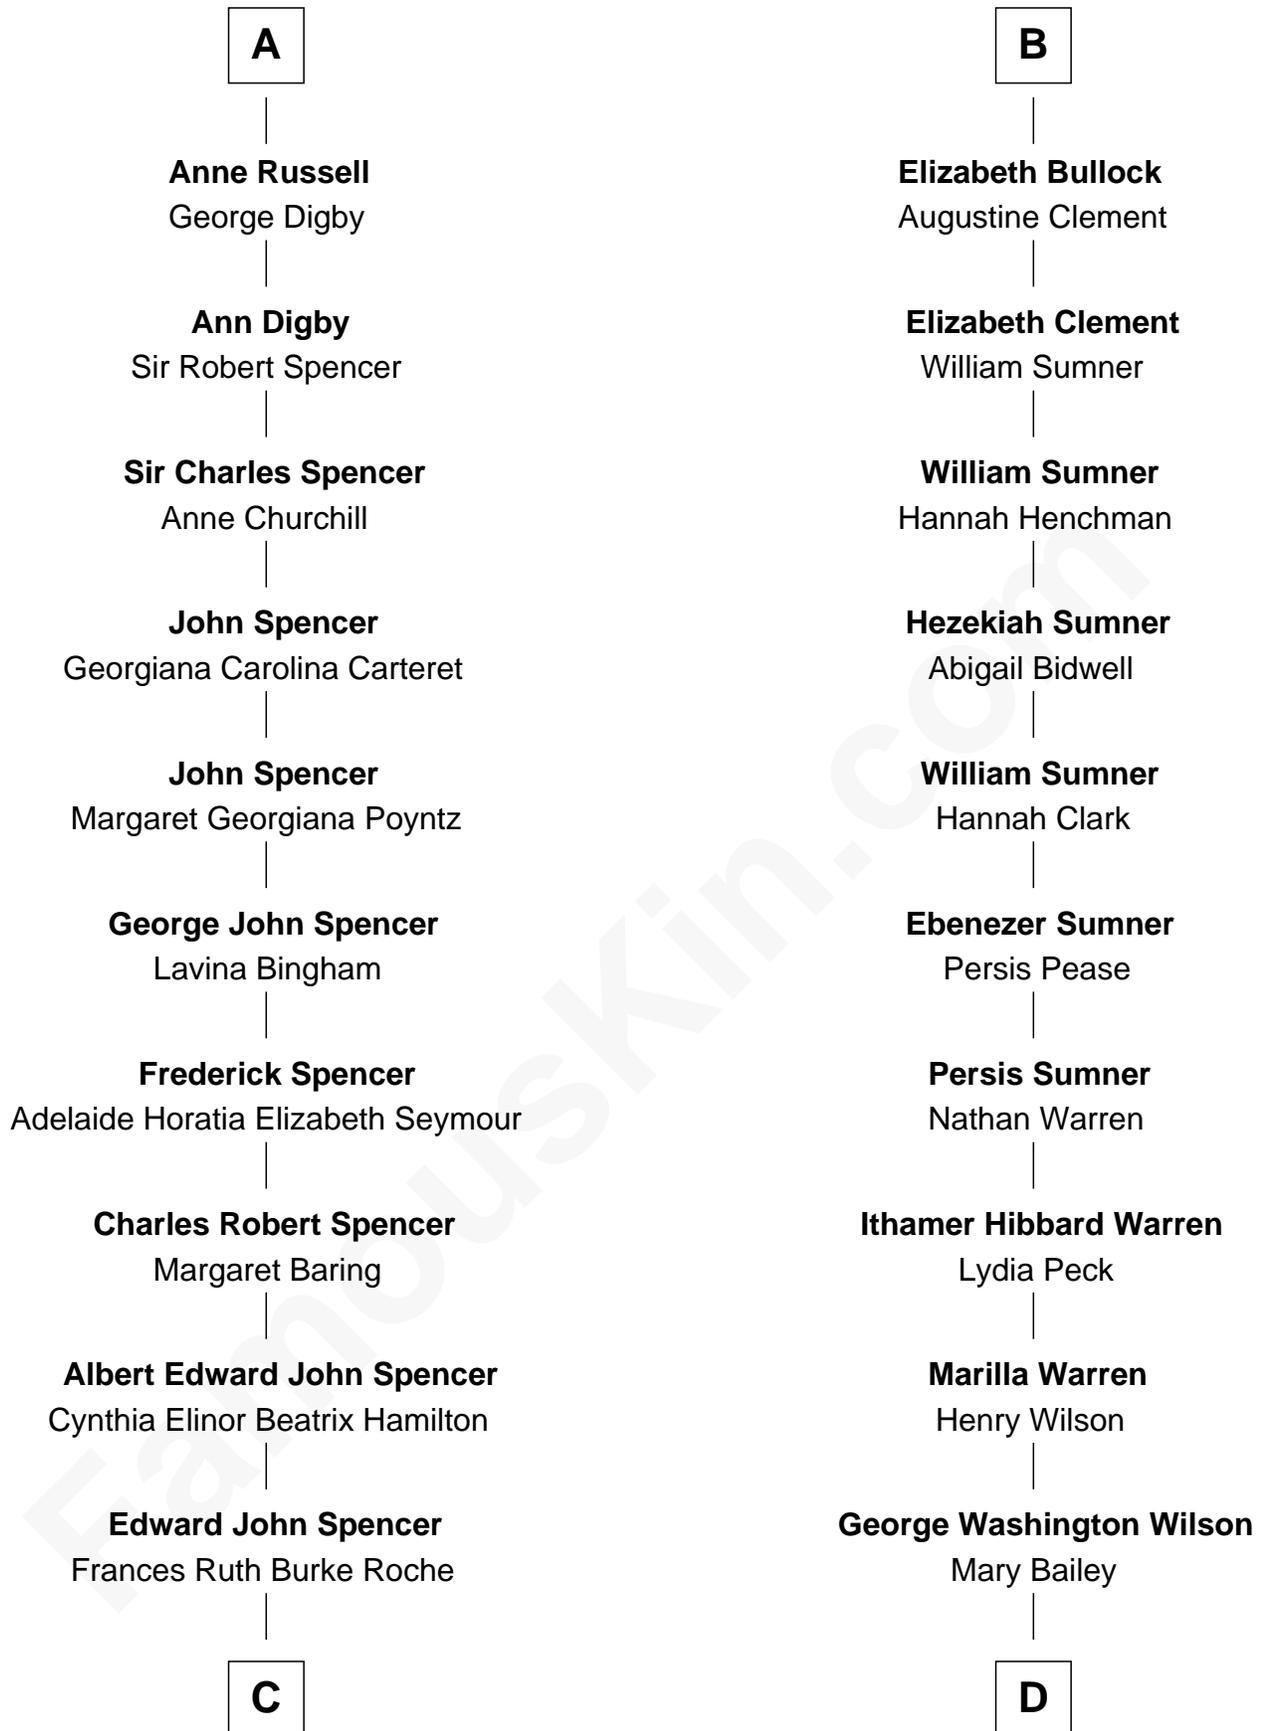 A
Anne Russell
George Digby
Ann Digby
Sir Robert Spencer
Sir Charles Spencer
Anne Churchill
John Spencer
Georgiana Carolina Carteret
John Spencer
Margaret Georgiana Poyntz
George John Spencer
Lavina Bingham
Frederick Spencer
Adelaide Horatia Elizabeth Seymour
Charles Robert Spencer
Margaret Baring
Albert Edward John Spencer
Cynthia Elinor Beatrix Hamilton
Edward John Spencer
Frances Ruth Burke Roche
C
B
Elizabeth Bullock
Augustine Clement
Elizabeth Clement
William Sumner
William Sumner
Hannah Henchman
Hezekiah Sumner
Abigail Bidwell
William Sumner
Hannah Clark
Ebenezer Sumner
Persis Pease
Persis Sumner
Nathan Warren
Ithamer Hibbard Warren
Lydia Peck
Marilla Warren
Henry Wilson
George Washington Wilson
Mary Bailey
D
FamousKin.com